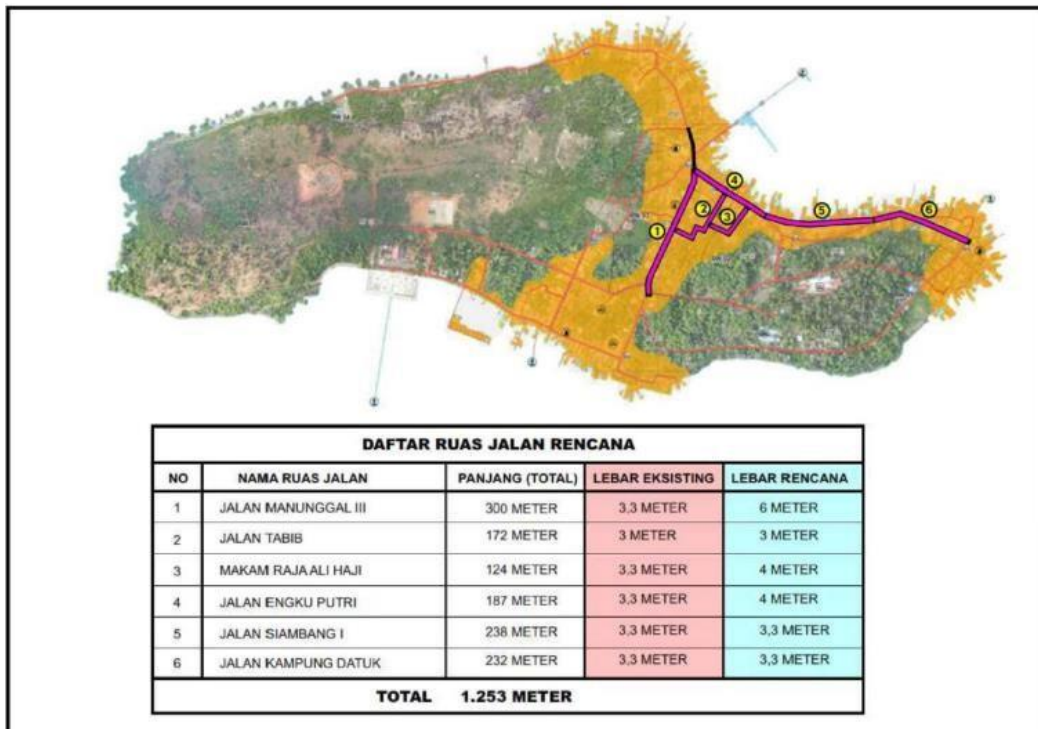 4
2
3
1
5
6
DAFTAR RUAS JALAN RENCANA
NO NAMA RUAS JALAN PANJANG (TOTAL) LEBAR EKSISTING LEBAR RENCANA
1 JALAN MANUNGGAL III 300 METER 3,3 METER 6 METER
2 JALAN TABIB 172 METER 3 METER 3 METER
3 MAKAM RAJA ALI HAJI 124 METER 3,3 METER 4 METER
4 JALAN ENGKU PUTRI 187 METER 3,3 METER 4 METER
5 JALAN SIAMBANG I 238 METER 3,3 METER 3,3 METER
6 JALAN KAMPUNG DATUK 232 METER 3,3 METER 3,3 METER
TOTAL 1.253 METER